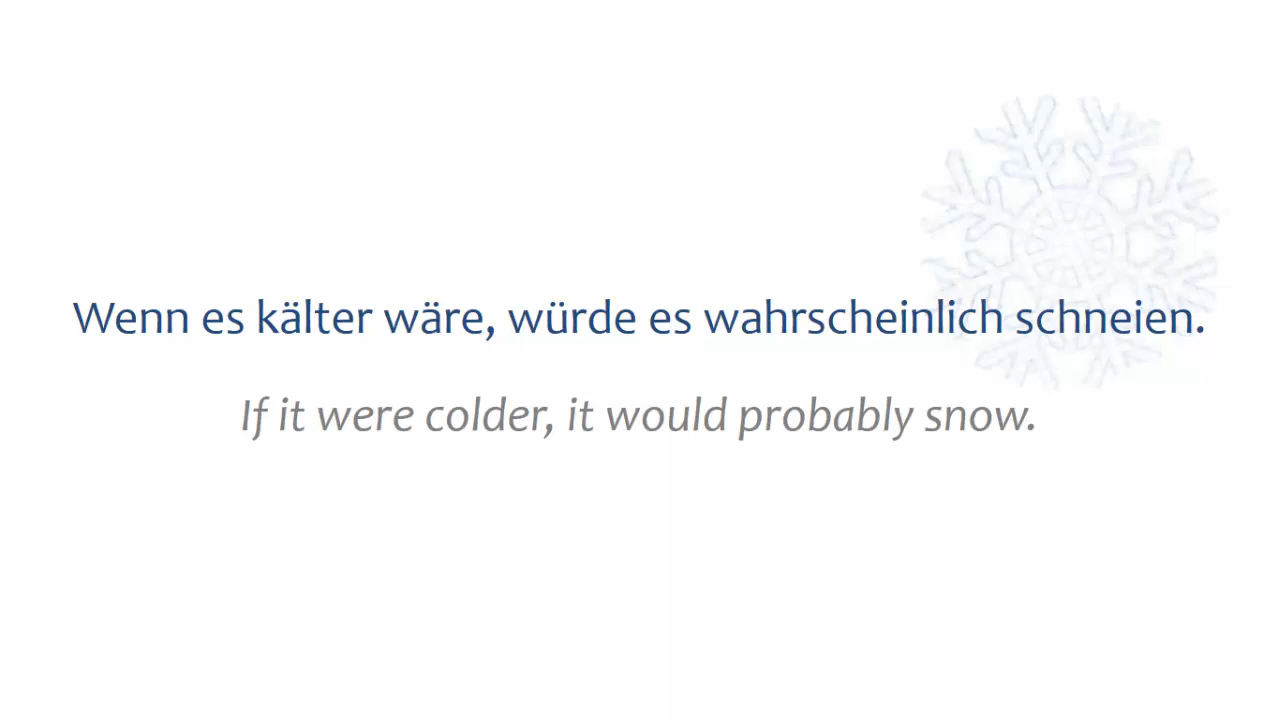 Wenn es kälter wäre, würde es wahrscheinlich schneien.
If it were colder, it would probably snow.